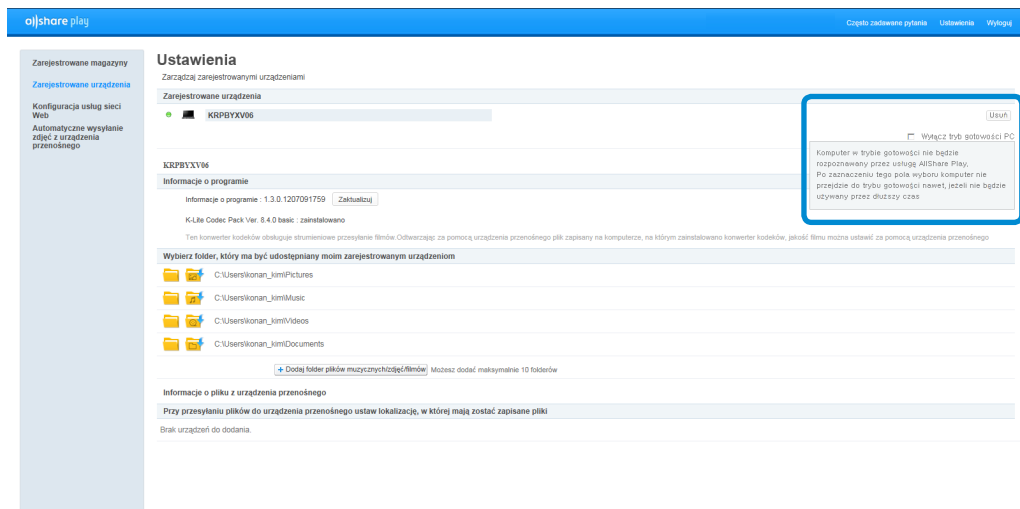 allshare play
Często zadawane pytania Ustawienia Wyloguj
Zarejestrowane magazyny
Zarejestrowane urządzenia
Konfiguracja usług sieci
Web
Automatyczne wysyłanie
zdjęć z urządzenia
przenośnego
Ustawienia
Zarządzaj zarejestrowanymi urządzeniami
Zarejestrowane urządzenia
KRPBYXV06
Usuń
Wyłącz tryb gotowości PC
Komputer w trybie gotowości nie będzie
rozpoznawany przez usługę AllShare Play,
Po zaznaczeniu tego pola wyboru komputer nie
przejdzie do trybu gotowości nawet, jeżeli nie będzie
używany przez dłuższy czas
KRPBYXV06
Informacje o programie
Informacje o programie : 1.3.0.1207091759 Zaktualizuj
K-Lite Codec Pack Ver. 8.4.0 basic : zainstalowano
Ten konwerter kodeków obsługuje strumieniowe przesyłanie filmów.Odtwarzając za pomocą urządzenia przenośnego plik zapisany na komputerze, na którym zainstalowano konwerter kodeków, jakość filmu można ustawić za pomocą urządzenia przenośnego.
Wybierz folder, który ma być udostępniany moim zarejestrowanym urządzeniom
C:\Users\konan_kim\Pictures
C:\Users\konan_kim\Music
C:\Users\konan_kim\Videos
C:\Users\konan_kim\Documents
+ Dodaj folder plików muzycznych/zdjęć/filmów Możesz dodać maksymalnie 10 folderów
Informacje o pliku z urządzenia przenośnego
Przy przesyłaniu plików do urządzenia przenośnego ustaw lokalizację, w której mają zostać zapisane pliki
Brak urządzeń do dodania.